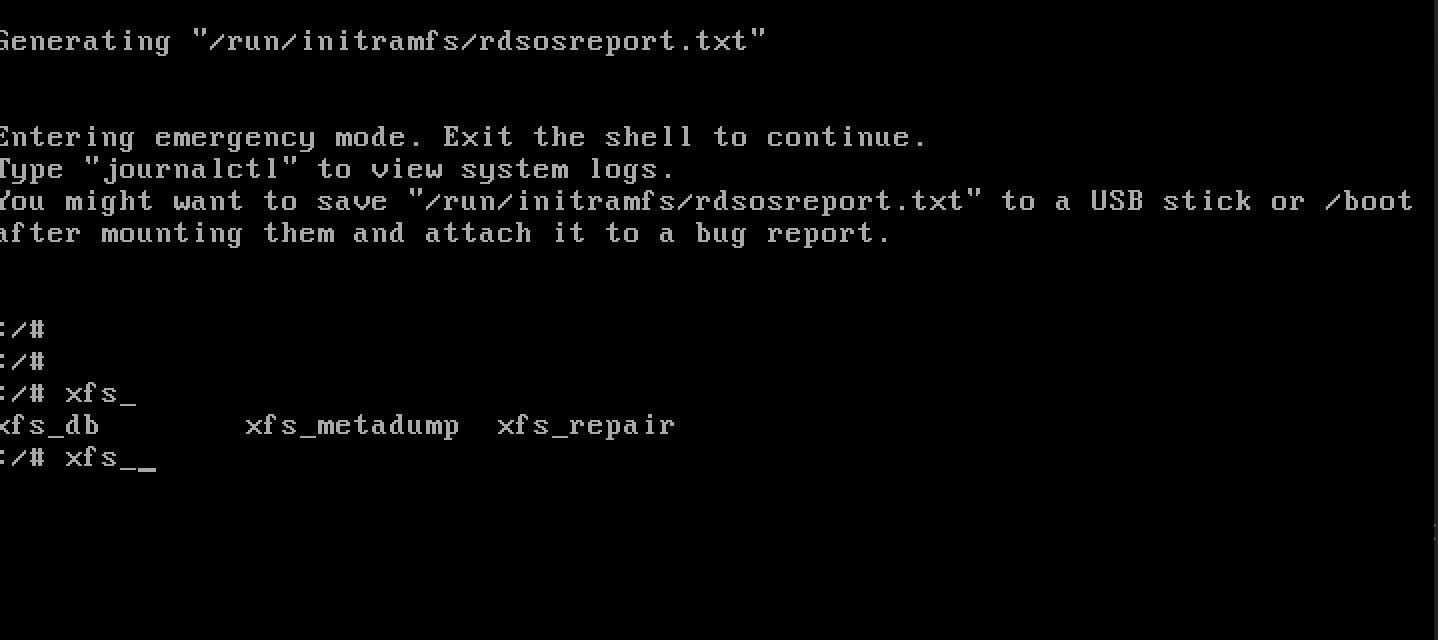 Generating "/run/initramfs/rdsosreport.txt"
Entering emergency mode. Exit the shell to continue.
Type "journalctl" to view system logs.
You might want to save "/run/initramfs/rdsosreport.txt" to a USB stick or /boot
after mounting them and attach it to a bug report.
:/#
:/#
:/# xfs_
xfs_db xfs_metadump xfs_repair
:/# xfs__